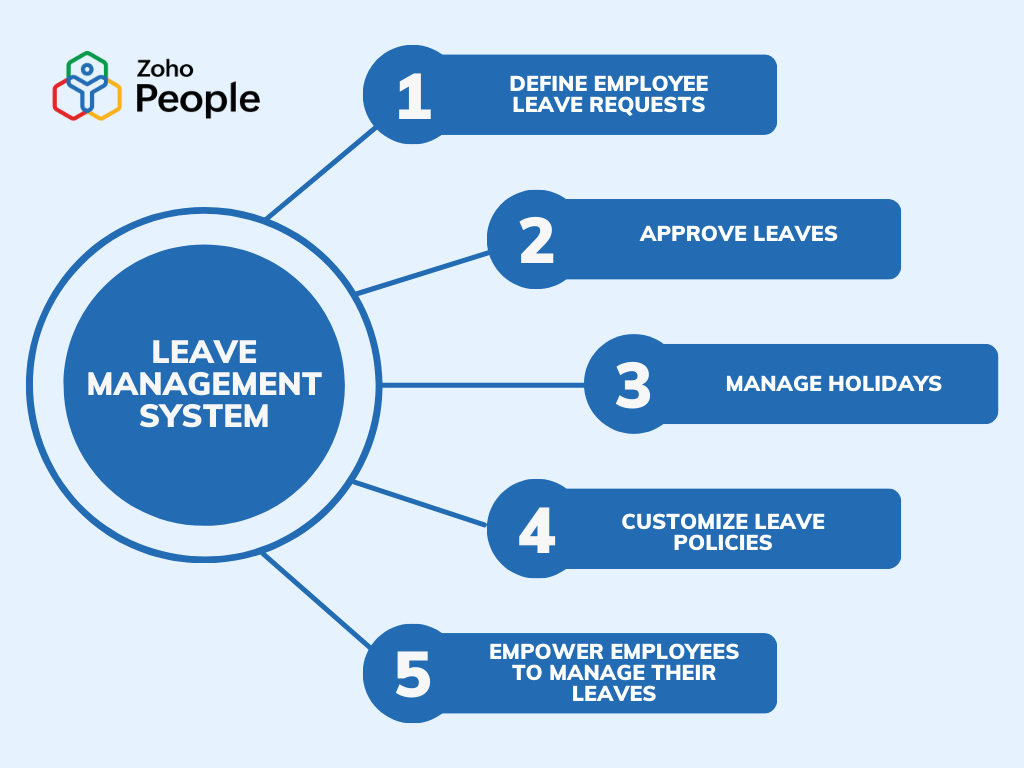 Zoho
People
1
DEFINE EMPLOYEE
LEAVE REQUESTS
2
APPROVE LEAVES
LEAVE
MANAGEMENT
SYSTEM
3
MANAGE HOLIDAYS
4
CUSTOMIZE LEAVE
POLICIES
5
EMPOWER EMPLOYEES
TO MANAGE THEIR
LEAVES